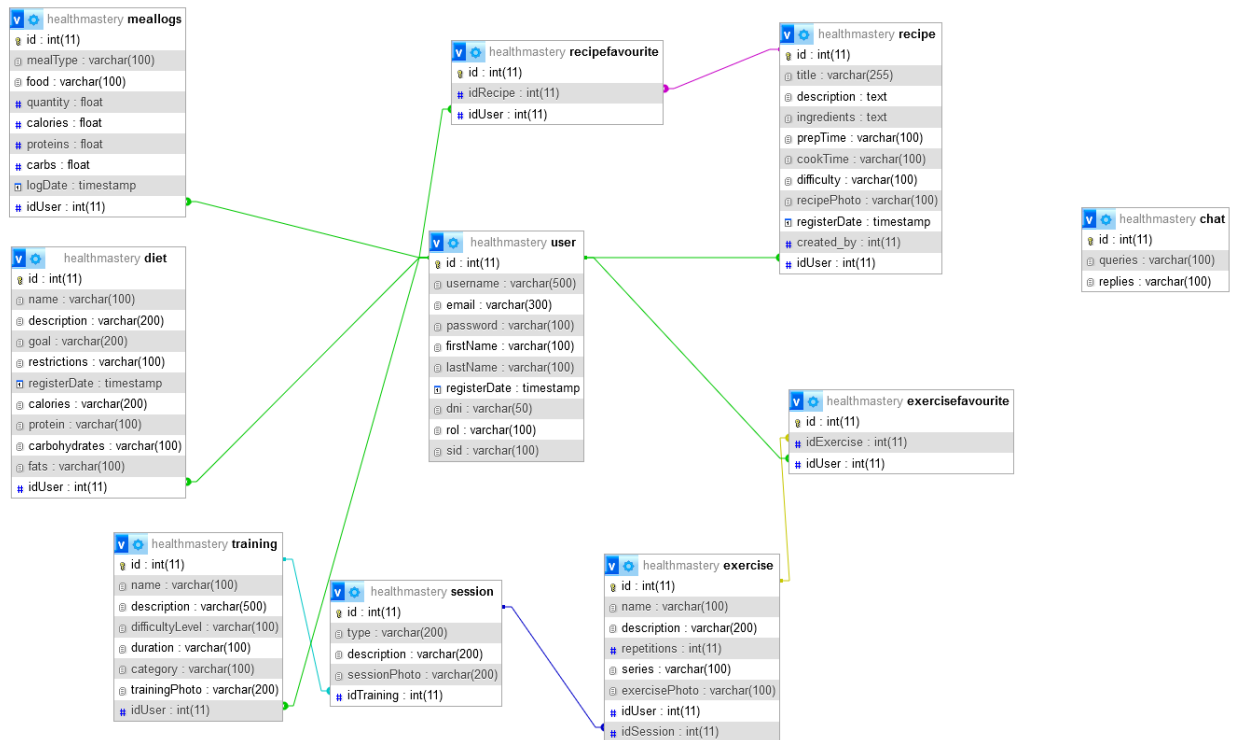 healthmastery meallogs
id : int(11)
mealType : varchar(100)
food : varchar(100)
quantity : float
calories : float
proteins : float
carbs : float
logDate : timestamp
idUser : int(11)
healthmastery recipefavourite
id : int(11)
idRecipe : int(11)
idUser : int(11)
healthmastery recipe
id : int(11)
title : varchar(255)
description : text
ingredients : text
prepTime : varchar(100)
cookTime : varchar(100)
difficulty : varchar(100)
recipePhoto : varchar(100)
registerDate : timestamp
created_by : int(11)
idUser : int(11)
healthmastery chat
id : int(11)
queries : varchar(100)
replies : varchar(100)
healthmastery diet
id : int(11)
name : varchar(100)
description : varchar(200)
goal : varchar(200)
restrictions : varchar(100)
registerDate : timestamp
calories : varchar(200)
protein : varchar(100)
carbohydrates : varchar(100)
fats : varchar(100)
idUser : int(11)
healthmastery user
id : int(11)
username : varchar(500)
email : varchar(300)
password : varchar(100)
firstName : varchar(100)
lastName : varchar(100)
registerDate : timestamp
dni : varchar(50)
rol : varchar(100)
sid : varchar(100)
healthmastery exercisefavourite
id : int(11)
idExercise : int(11)
idUser : int(11)
healthmastery training
id : int(11)
name : varchar(100)
description : varchar(500)
difficultyLevel : varchar(100)
duration : varchar(100)
category : varchar(100)
trainingPhoto : varchar(200)
idUser : int(11)
healthmastery session
id : int(11)
type : varchar(200)
description : varchar(200)
sessionPhoto : varchar(200)
idTraining : int(11)
healthmastery exercise
id : int(11)
name : varchar(100)
description : varchar(200)
repetitions : int(11)
series : varchar(100)
exercisePhoto : varchar(100)
idUser : int(11)
idSession : int(11)